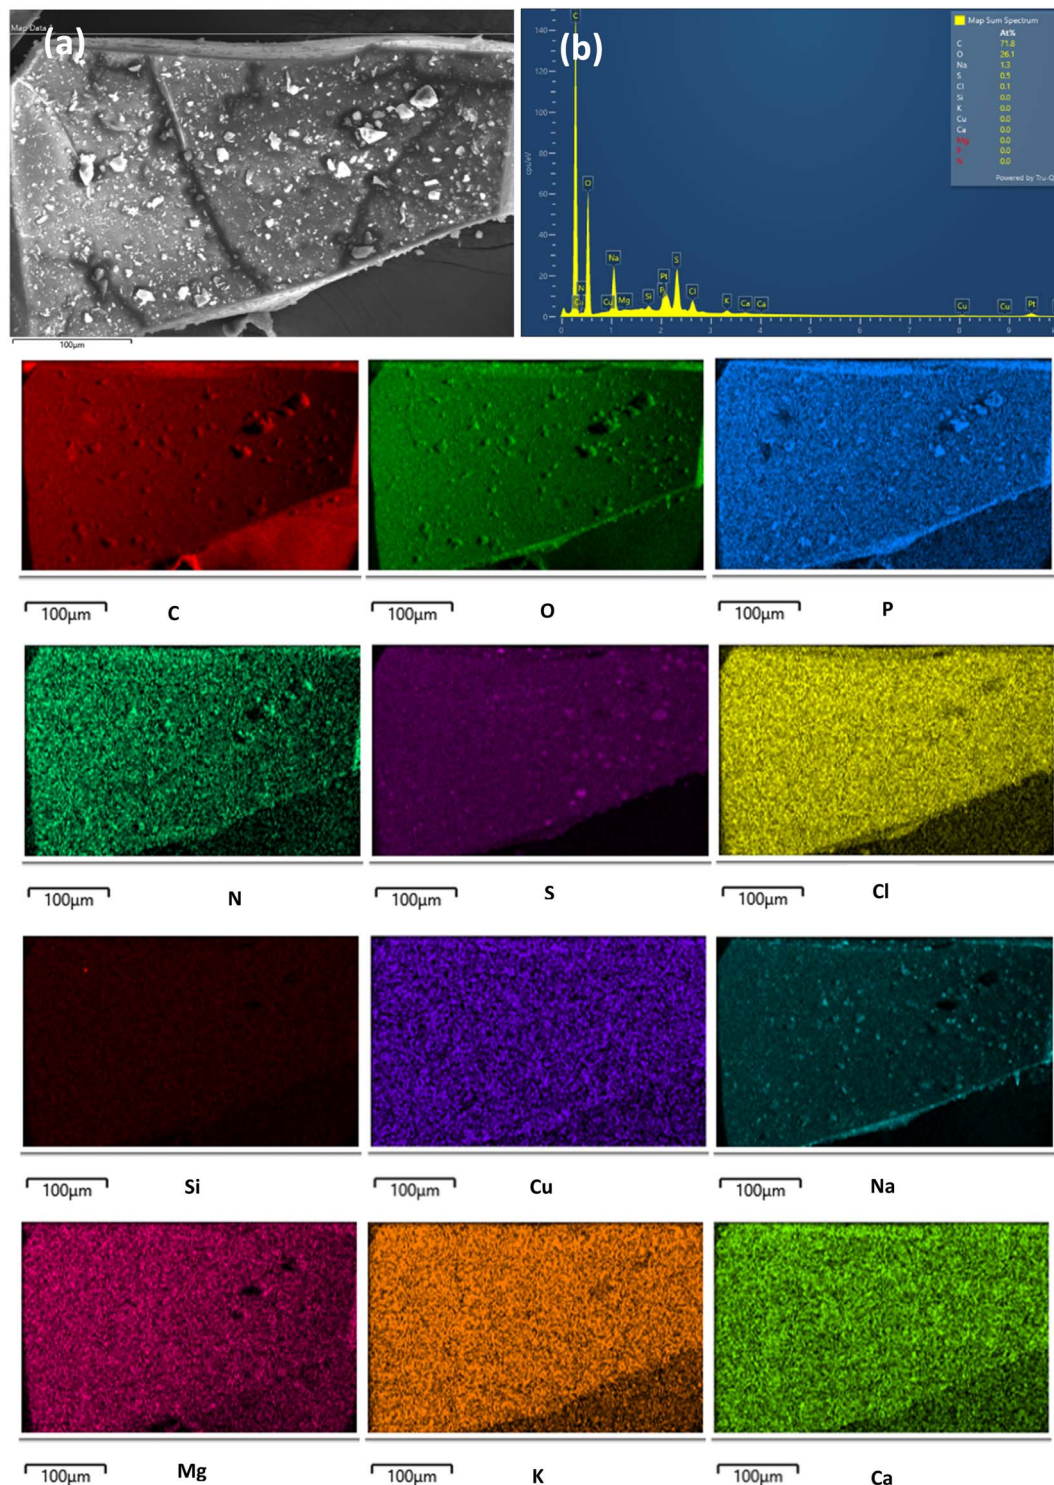 Map Data
(a)
100µm
(b)
Map Sum Spectrum
At%
C 71.8
O 26.1
Na 1.3
S 0.5
Cl 0.1
Si 0.0
K 0.0
Cu 0.0
Ca 0.0
Mg 0.0
P 0.0
N 0.0
Powered by Tru-Q
cps/eV
140
120
100
80
60
40
20
0
C
O
N
Cu
Na
Cu
Mg
Si
Pt
P
S
Cl
K
Ca
Ca
Cu
Cu
Pt
0 1 2 3 4 5 6 7 8 9
100µm C 100µm O 100µm P
100µm N 100µm S 100µm Cl
100µm Si 100µm Cu 100µm Na
100µm Mg 100µm K 100µm Ca